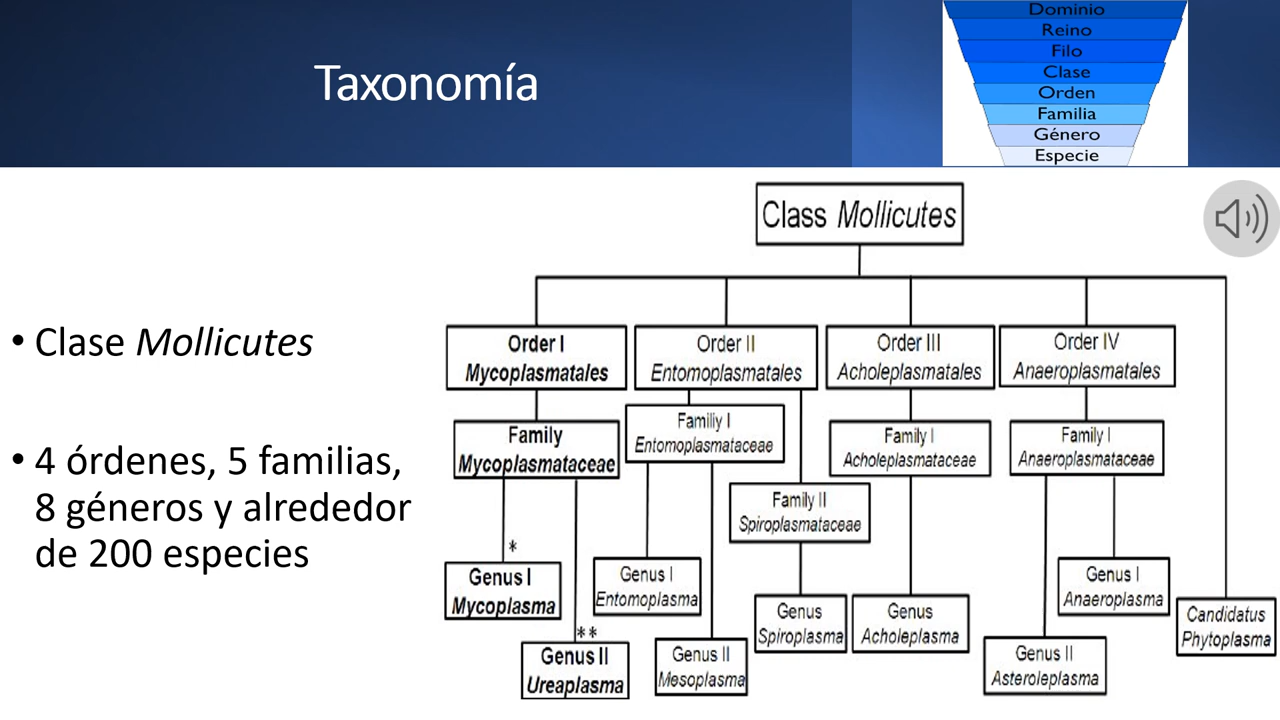 Taxonomía
Dominio
Reino
Filo
Clase
Orden
Familia
Género
Especie
• Clase Mollicutes
• 4 órdenes, 5 familias,
8 géneros y alrededor
de 200 especies
Class Mollicutes
Order I
Mycoplasmatales
Order II
Entomoplasmatales
Order III
Acholeplasmatales
Order IV
Anaeroplasmatales
Family
Mycoplasmataceae
Familiy I
Entomoplasmataceae
Family II
Spiroplasmataceae
Family I
Acholeplasmataceae
Family I
Anaeroplasmataceae
*
Genus I
Mycoplasma
**
Genus II
Ureaplasma
Genus I
Entomoplasma
Genus II
Mesoplasma
Genus
Spiroplasma
Genus
Acholeplasma
Genus I
Anaeroplasma
Genus II
Asteroleplasma
Candidatus
Phytoplasma